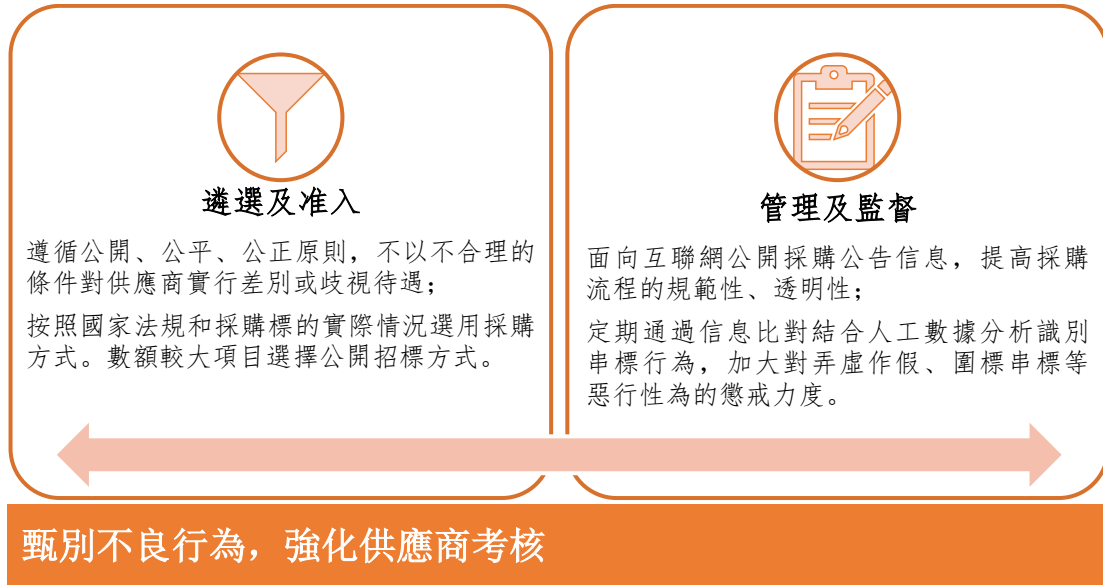 遴選及准入
遵循公開、公平、公正原則，不以不合理的
條件對供應商實行差別或歧視待遇；
按照國家法規和採購標的實際情況選用採購
方式。數額較大項目選擇公開招標方式。
管理及監督
面向互聯網公開採購公告信息，提高採購
流程的規範性、透明性；
定期通過信息比對結合人工數據分析識別
串標行為，加大對弄虛作假、圍標串標等
惡行性為的懲戒力度。
甄別不良行為，強化供應商考核